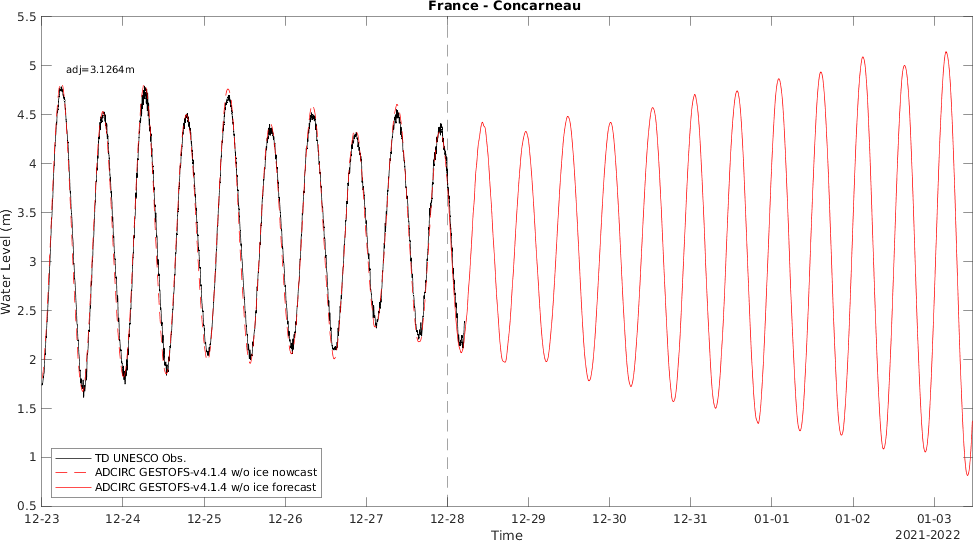 France - Concarneau
adj=3.1264m
5.5
5
4.5
4
3.5
3
2.5
2
1.5
1
0.5
Water Level (m)
TD UNESCO Obs.
ADCIRC GESTOFS-v4.1.4 w/o ice nowcast
ADCIRC GESTOFS-v4.1.4 w/o ice forecast
12-23 12-24 12-25 12-26 12-27 12-28 12-29 12-30 12-31 01-01 01-02 01-03
Time
2021-2022